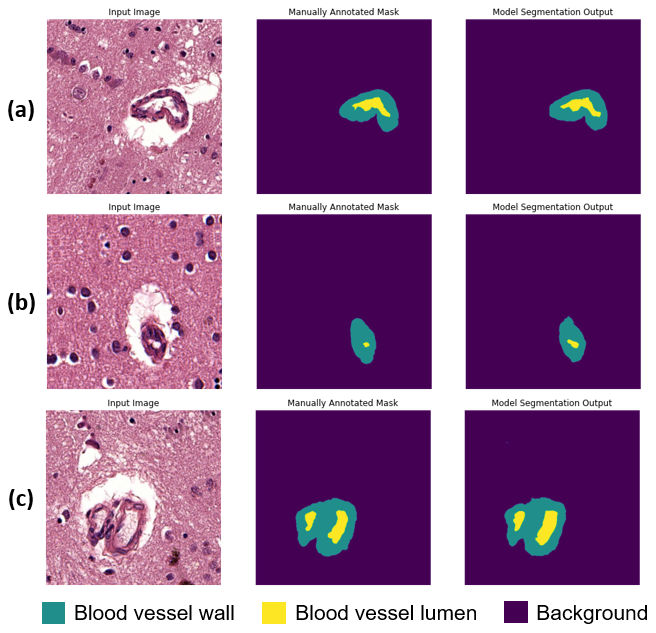 Input Image
Manually Annotated Mask
Model Segmentation Output
(a)
Input Image
Manually Annotated Mask
Model Segmentation Output
(b)
Input Image
Manually Annotated Mask
Model Segmentation Output
(c)
Blood vessel wall
Blood vessel lumen
Background